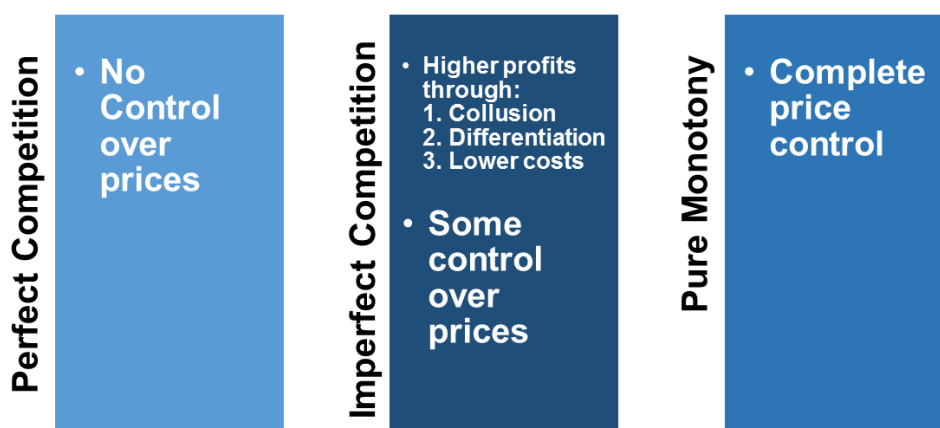 Perfect Competition
• No
Control
over
prices
Imperfect Competition
• Higher profits
through:
1. Collusion
2. Differentiation
3. Lower costs
• Some
control
over
prices
Pure Monotony
• Complete
price
control